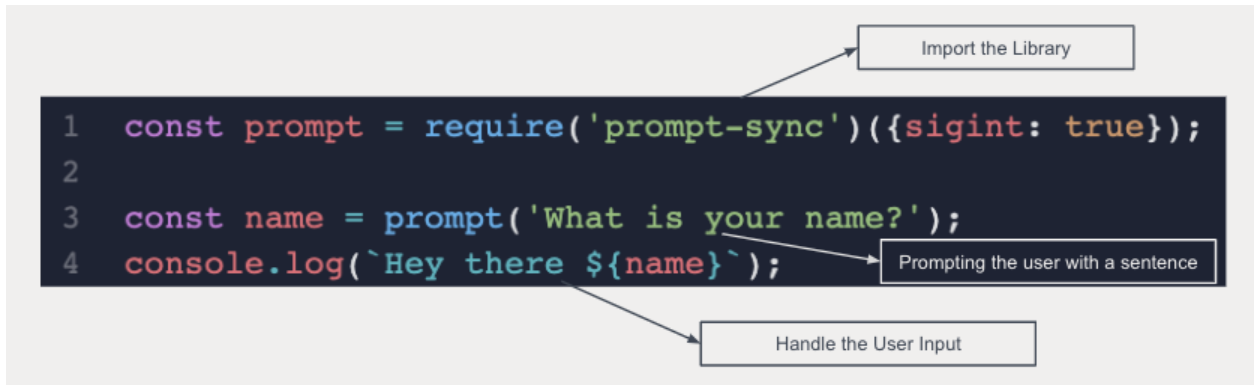 Import the Library
1 const prompt = require('prompt-sync')({sigint: true});
2
3 const name = prompt('What is your name?');
4 console.log(`Hey there ${name}`);
Prompting the user with a sentence
Handle the User Input